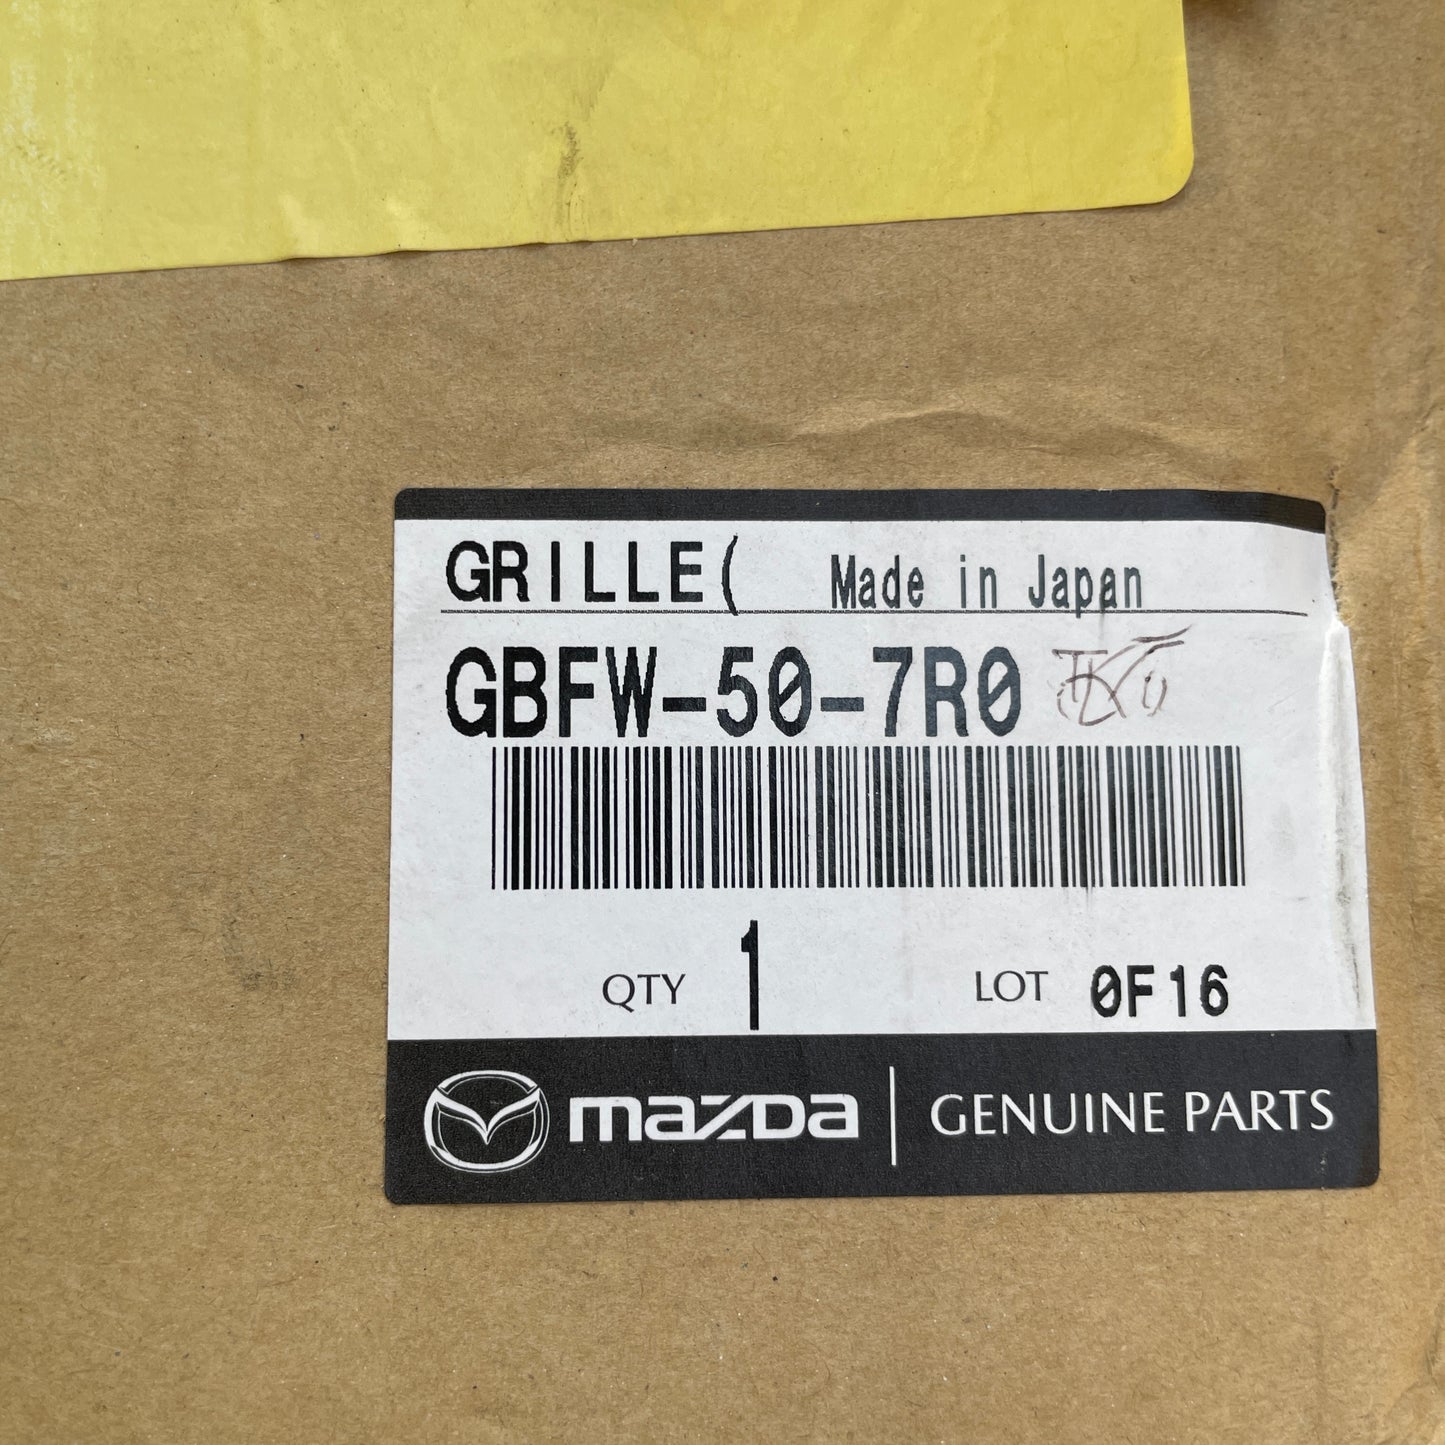 GRILLE( Made in Japan
GBFW-50-7R0
QTY 1 LOT 0F16
mazda GENUINE PARTS